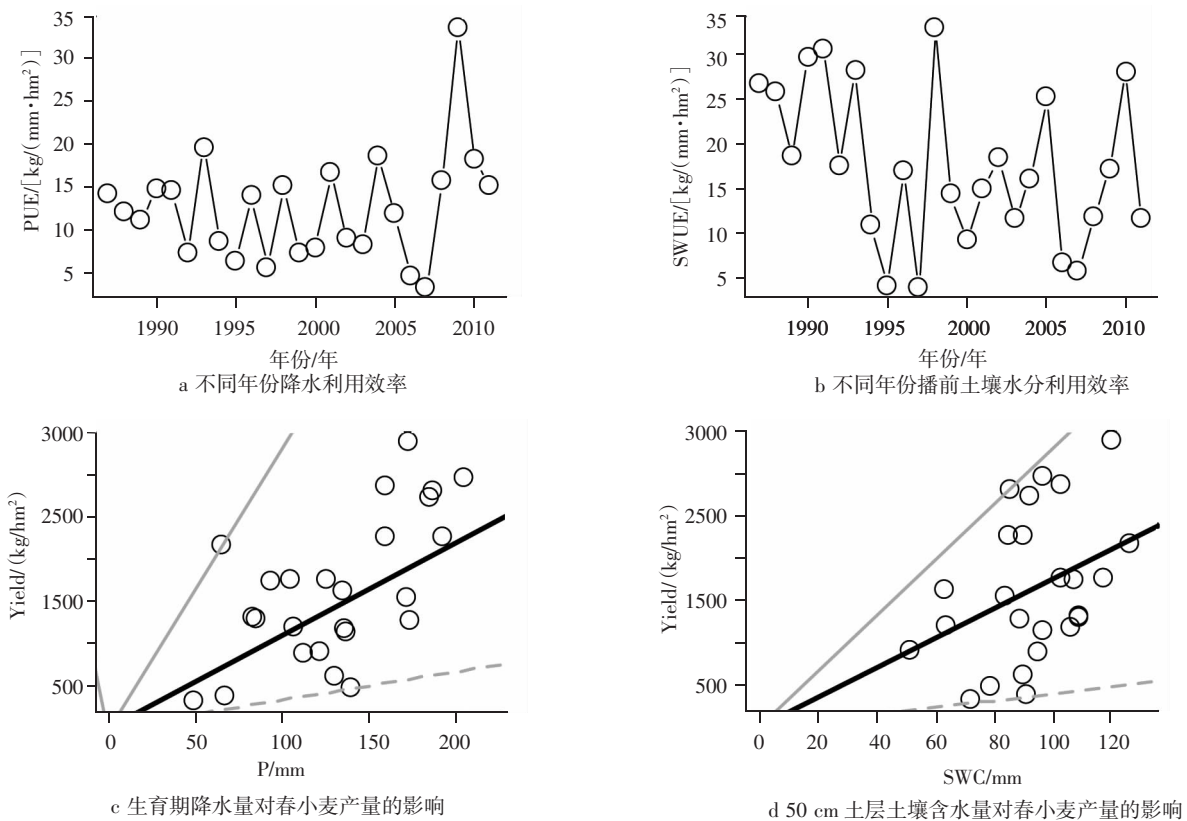 35
30
25
20
15
10
5
PUE/[kg/(mm·hm²)]
1990 1995 2000 2005 2010
年份/年
a 不同年份降水利用效率
35
30
25
20
15
10
5
SWUE/[kg/(mm·hm²)]
1990 1995 2000 2005 2010
年份/年
b 不同年份播前土壤水分利用效率
3000
2500
1500
500
Yield/(kg/hm²)
0 50 100 150 200
P/mm
c 生育期降水量对春小麦产量的影响
3000
2500
1500
500
Yield/(kg/hm²)
0 20 40 60 80 100 120
SWC/mm
d 50 cm 土层土壤含水量对春小麦产量的影响